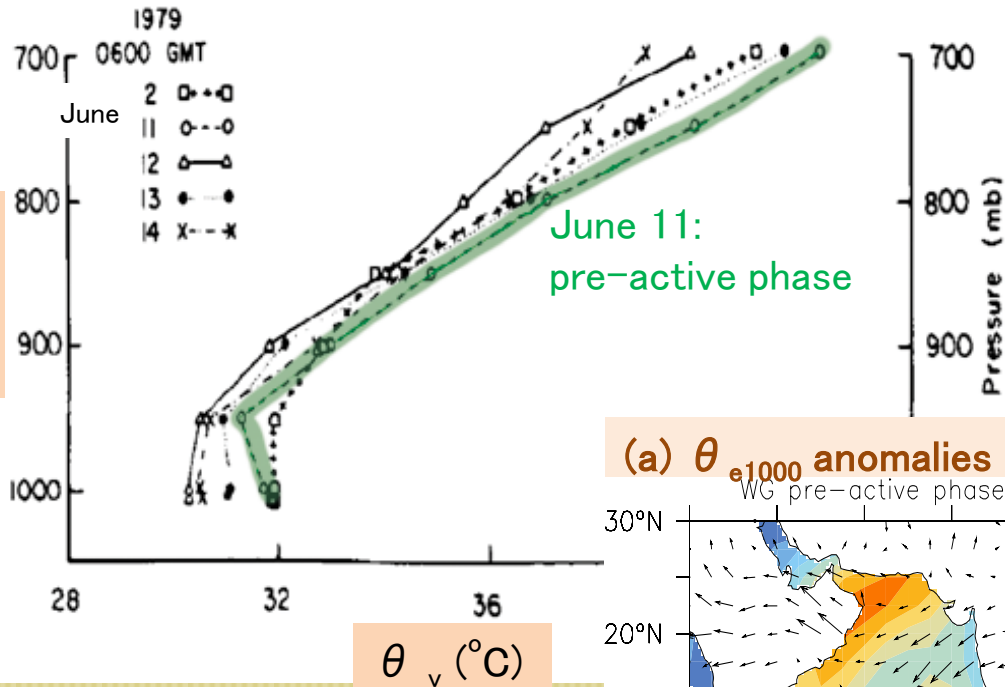 1979
0600 GMT
June
2
11
12
13
14
700
800
900
1000
700
800
900
Pressure (mb)
June 11:
pre-active phase
28
32
36
θv (°C)
(a) θe1000 anomalies
WG pre-active phase
30°N
20°N